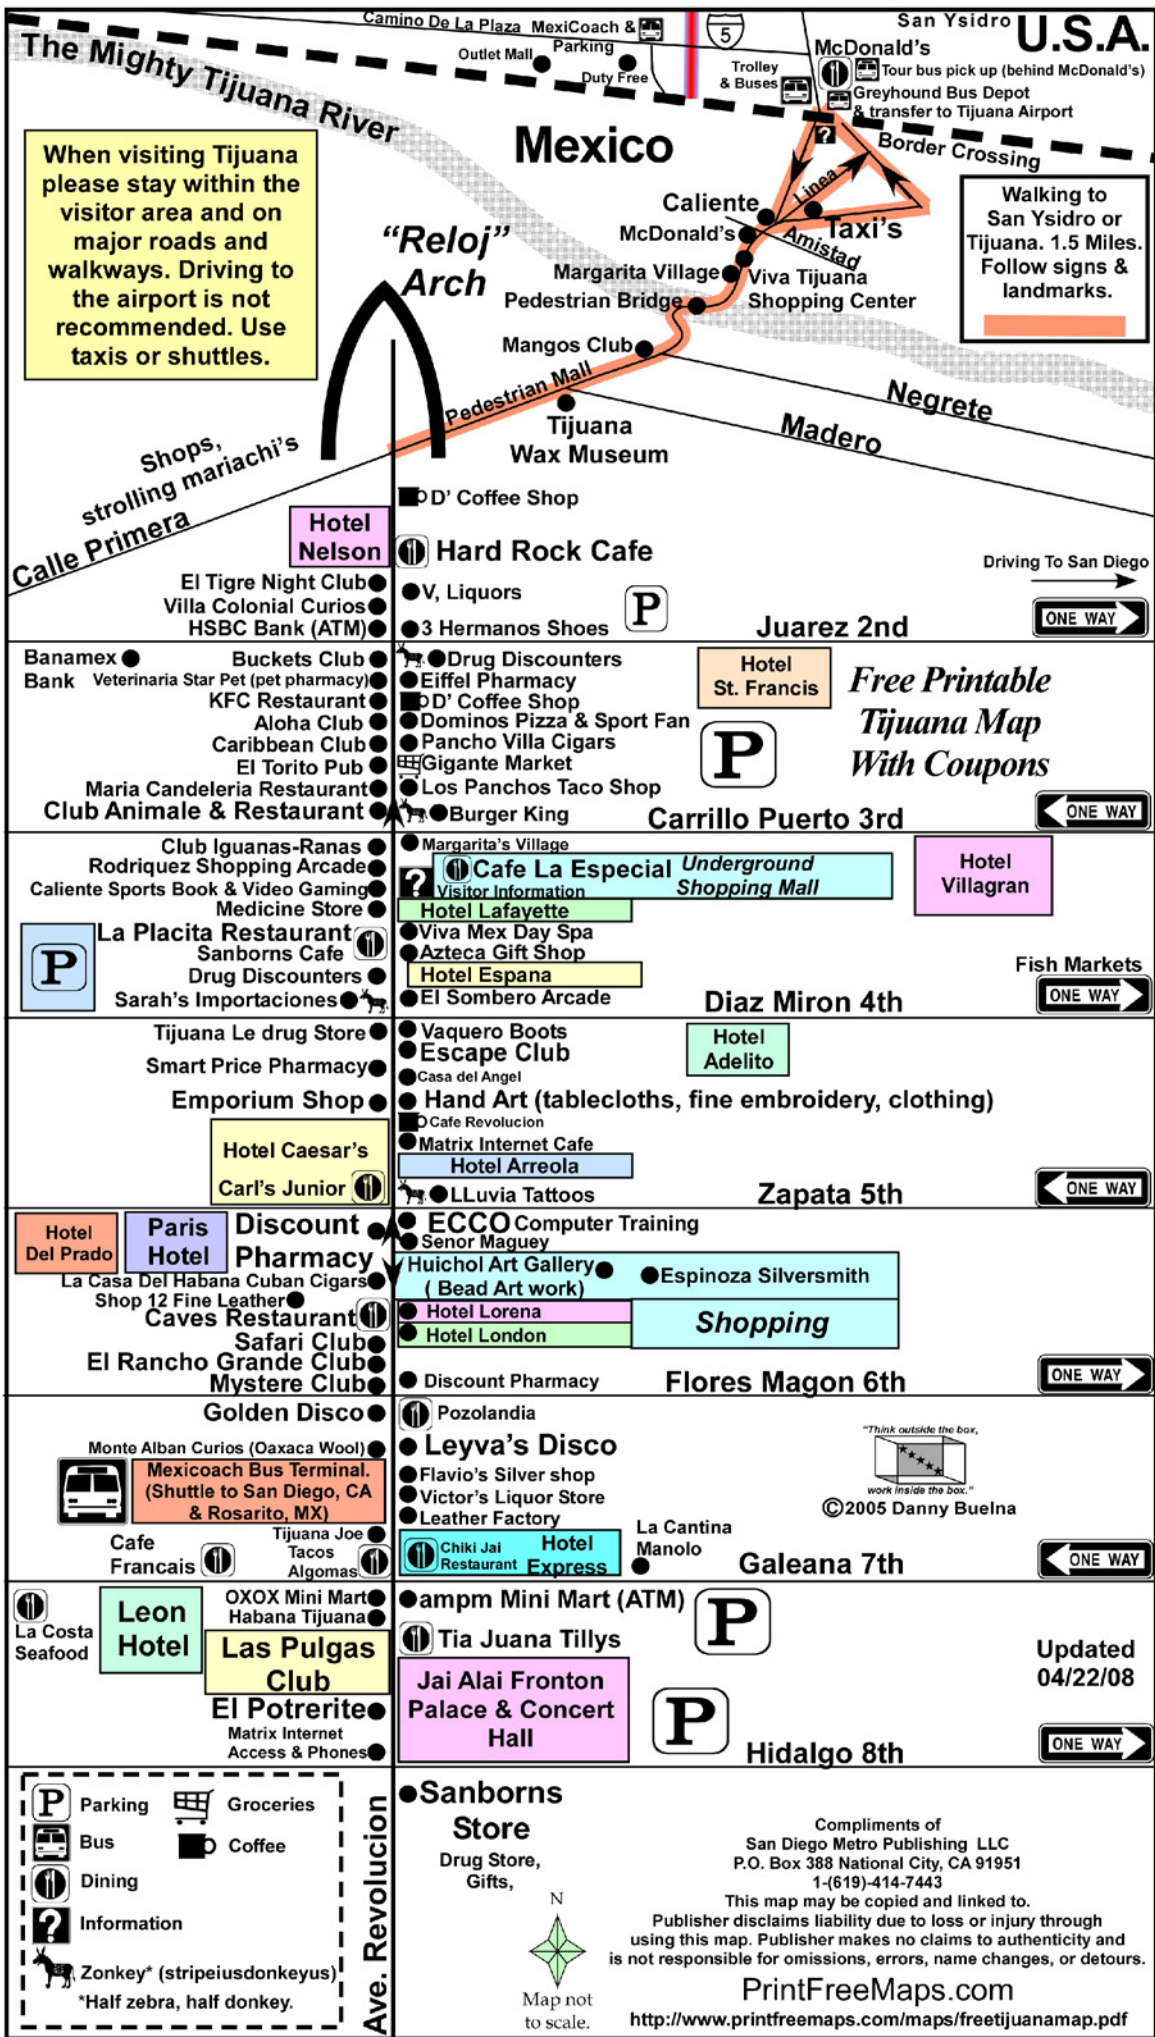 Camino De La Plaza
MexiCoach &
Parking
Outlet Mall
Duty Free
5
San Ysidro
U.S.A.
McDonald's
Tour bus pick up (behind McDonald's)
Trolley
& Buses
Greyhound Bus Depot
& transfer to Tijuana Airport
The Mighty Tijuana River
Mexico
?
Border Crossing
When visiting Tijuana
please stay within the
visitor area and on
major roads and
walkways. Driving to
the airport is not
recommended. Use
taxis or shuttles.
"Reloj"
Arch
Linea
Caliente
Taxi's
McDonald's
Amistad
Margarita Village
Viva Tijuana
Shopping Center
Pedestrian Bridge
Walking to
San Ysidro or
Tijuana. 1.5 Miles.
Follow signs &
landmarks.
Mangos Club
Pedestrian Mall
Negrete
Madero
Tijuana
Wax Museum
Shops,
strolling mariachi's
Calle Primera
D' Coffee Shop
Hotel
Nelson
Hard Rock Cafe
Driving To San Diego
El Tigre Night Club
V, Liquors
Villa Colonial Curios
P
ONE WAY
HSBC Bank (ATM)
3 Hermanos Shoes
Juarez 2nd
Banamex
Bank
Buckets Club
Drug Discounters
Hotel
St. Francis
Free Printable
Tijuana Map
With Coupons
Veterinaria Star Pet (pet pharmacy)
Eiffel Pharmacy
KFC Restaurant
D' Coffee Shop
Aloha Club
Dominos Pizza & Sport Fan
Caribbean Club
Pancho Villa Cigars
P
El Torito Pub
Gigante Market
Maria Candeleria Restaurant
Los Panchos Taco Shop
Club Animale & Restaurant
Burger King
Carrillo Puerto 3rd
ONE WAY
Club Iguanas-Ranas
Margarita's Village
Rodriquez Shopping Arcade
Cafe La Especial
Underground
Shopping Mall
Hotel
Villagran
Caliente Sports Book & Video Gaming
?
Visitor Information
Medicine Store
Hotel Lafayette
P
La Placita Restaurant
Viva Mex Day Spa
Sanborns Cafe
Azteca Gift Shop
Drug Discounters
Hotel Espana
Fish Markets
Sarah's Importaciones
El Sombero Arcade
Diaz Miron 4th
ONE WAY
Tijuana Le drug Store
Vaquero Boots
Escape Club
Hotel
Adelito
Smart Price Pharmacy
Casa del Angel
Emporium Shop
Hand Art (tablecloths, fine embroidery, clothing)
Cafe Revolucion
Hotel Caesar's
Matrix Internet Cafe
Hotel Arreola
Carl's Junior
LLuvia Tattoos
Zapata 5th
ONE WAY
Hotel
Del Prado
Paris
Hotel
Discount
Pharmacy
ECCO Computer Training
Senor Maguey
Huichol Art Gallery
( Bead Art work)
Espinoza Silversmith
La Casa Del Habana Cuban Cigars
Shop 12 Fine Leather
Caves Restaurant
Hotel Lorena
Shopping
Safari Club
Hotel London
El Rancho Grande Club
Mystere Club
Discount Pharmacy
Flores Magon 6th
ONE WAY
Golden Disco
Pozolandia
Monte Alban Curios (Oaxaca Wool)
Leyva's Disco
"Think outside the box,
work inside the box."
©2005 Danny Buelna
Mexicoach Bus Terminal.
(Shuttle to San Diego, CA
& Rosarito, MX)
Flavio's Silver shop
Victor's Liquor Store
Leather Factory
Cafe
Francais
Tijuana Joe
Tacos
Algomas
Chiki Jai
Restaurant
Hotel
Express
La Cantina
Manolo
Galeana 7th
ONE WAY
La Costa
Seafood
Leon
Hotel
OXOX Mini Mart
Habana Tijuana
ampm Mini Mart (ATM)
P
Las Pulgas
Club
Tia Juana Tillys
Updated
04/22/08
El Potrerite
Jai Alai Fronton
Palace & Concert
Hall
P
Matrix Internet
Access & Phones
Hidalgo 8th
ONE WAY
P
Parking
Groceries
Bus
Coffee
Dining
?
Information
Zonkey* (stripeiusdonkeyus)
*Half zebra, half donkey.
Ave. Revolucion
Sanborns
Store
Drug Store,
Gifts,
N
Map not
to scale.
Compliments of
San Diego Metro Publishing LLC
P.O. Box 388 National City, CA 91951
1-(619)-414-7443
This map may be copied and linked to.
Publisher disclaims liability due to loss or injury through
using this map. Publisher makes no claims to authenticity and
is not responsible for omissions, errors, name changes, or detours.
PrintFreeMaps.com
http://www.printfreemaps.com/maps/freetijuanamap.pdf